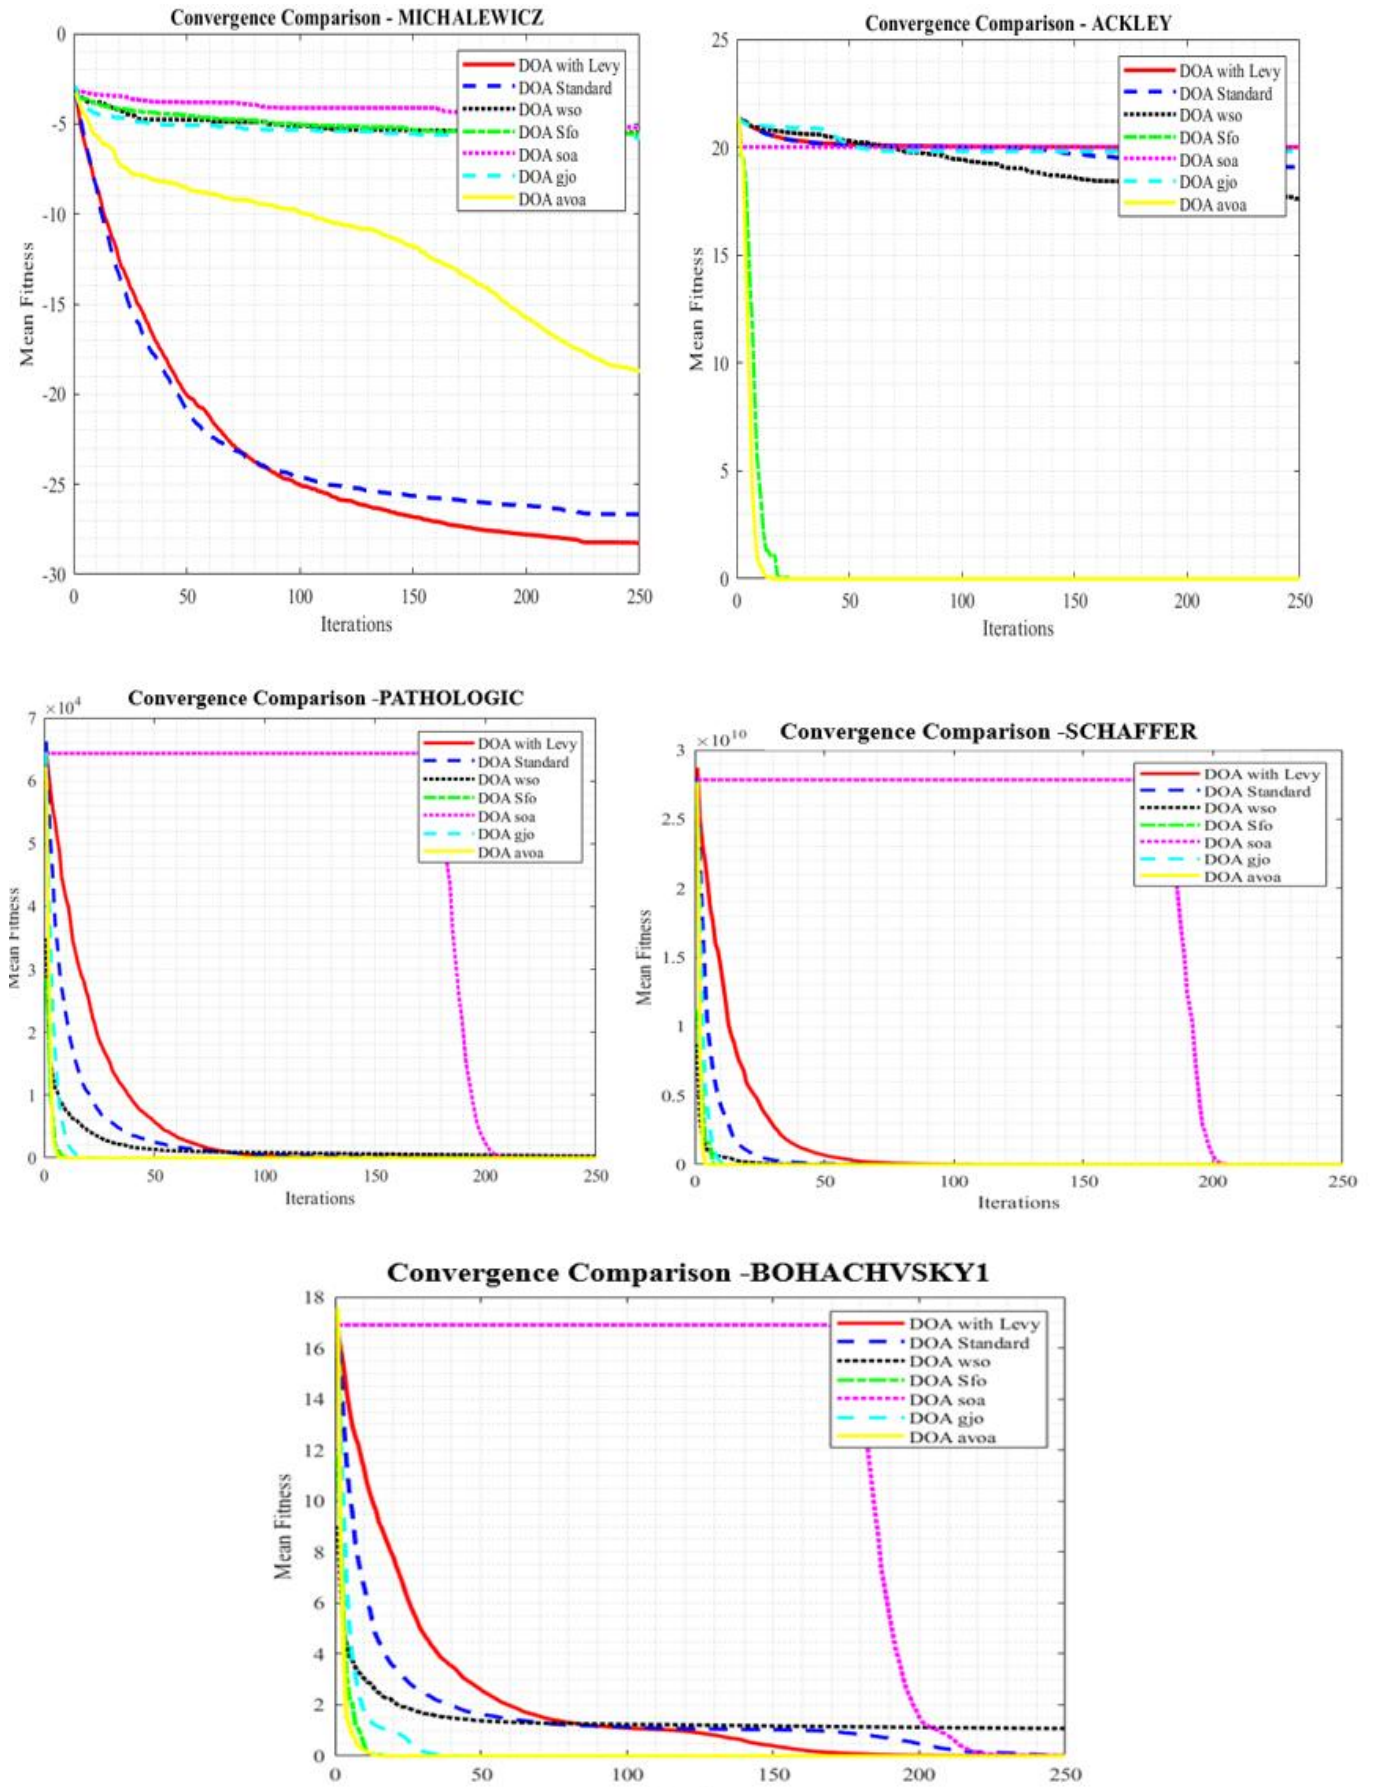 Convergence Comparison - MICHALEWICZ
0
-5
-10
-15
-20
-25
-30
Mean Fitness
DOA with Levy
DOA Standard
DOA wso
DOA Sfo
DOA soa
DOA gjo
DOA avoa
0 50 100 150 200 250
Iterations
Convergence Comparison - ACKLEY
25
20
15
10
5
0
Mean Fitness
DOA with Levy
DOA Standard
DOA wso
DOA Sfo
DOA soa
DOA gjo
DOA avoa
0 50 100 150 200 250
Iterations
Convergence Comparison -PATHOLOGIC
×10⁴
7
6
5
4
3
2
1
0
Mean Fitness
DOA with Levy
DOA Standard
DOA wso
DOA Sfo
DOA soa
DOA gjo
DOA avoa
0 50 100 150 200 250
Iterations
Convergence Comparison -SCHAFFER
×10¹⁰
3
2.5
2
1.5
1
0.5
0
Mean Fitness
DOA with Levy
DOA Standard
DOA wso
DOA Sfo
DOA soa
DOA gjo
DOA avoa
0 50 100 150 200 250
Iterations
Convergence Comparison -BOHACHVSKY1
18
16
14
12
10
8
6
4
2
0
Mean Fitness
DOA with Levy
DOA Standard
DOA wso
DOA Sfo
DOA soa
DOA gjo
DOA avoa
0 50 100 150 200 250